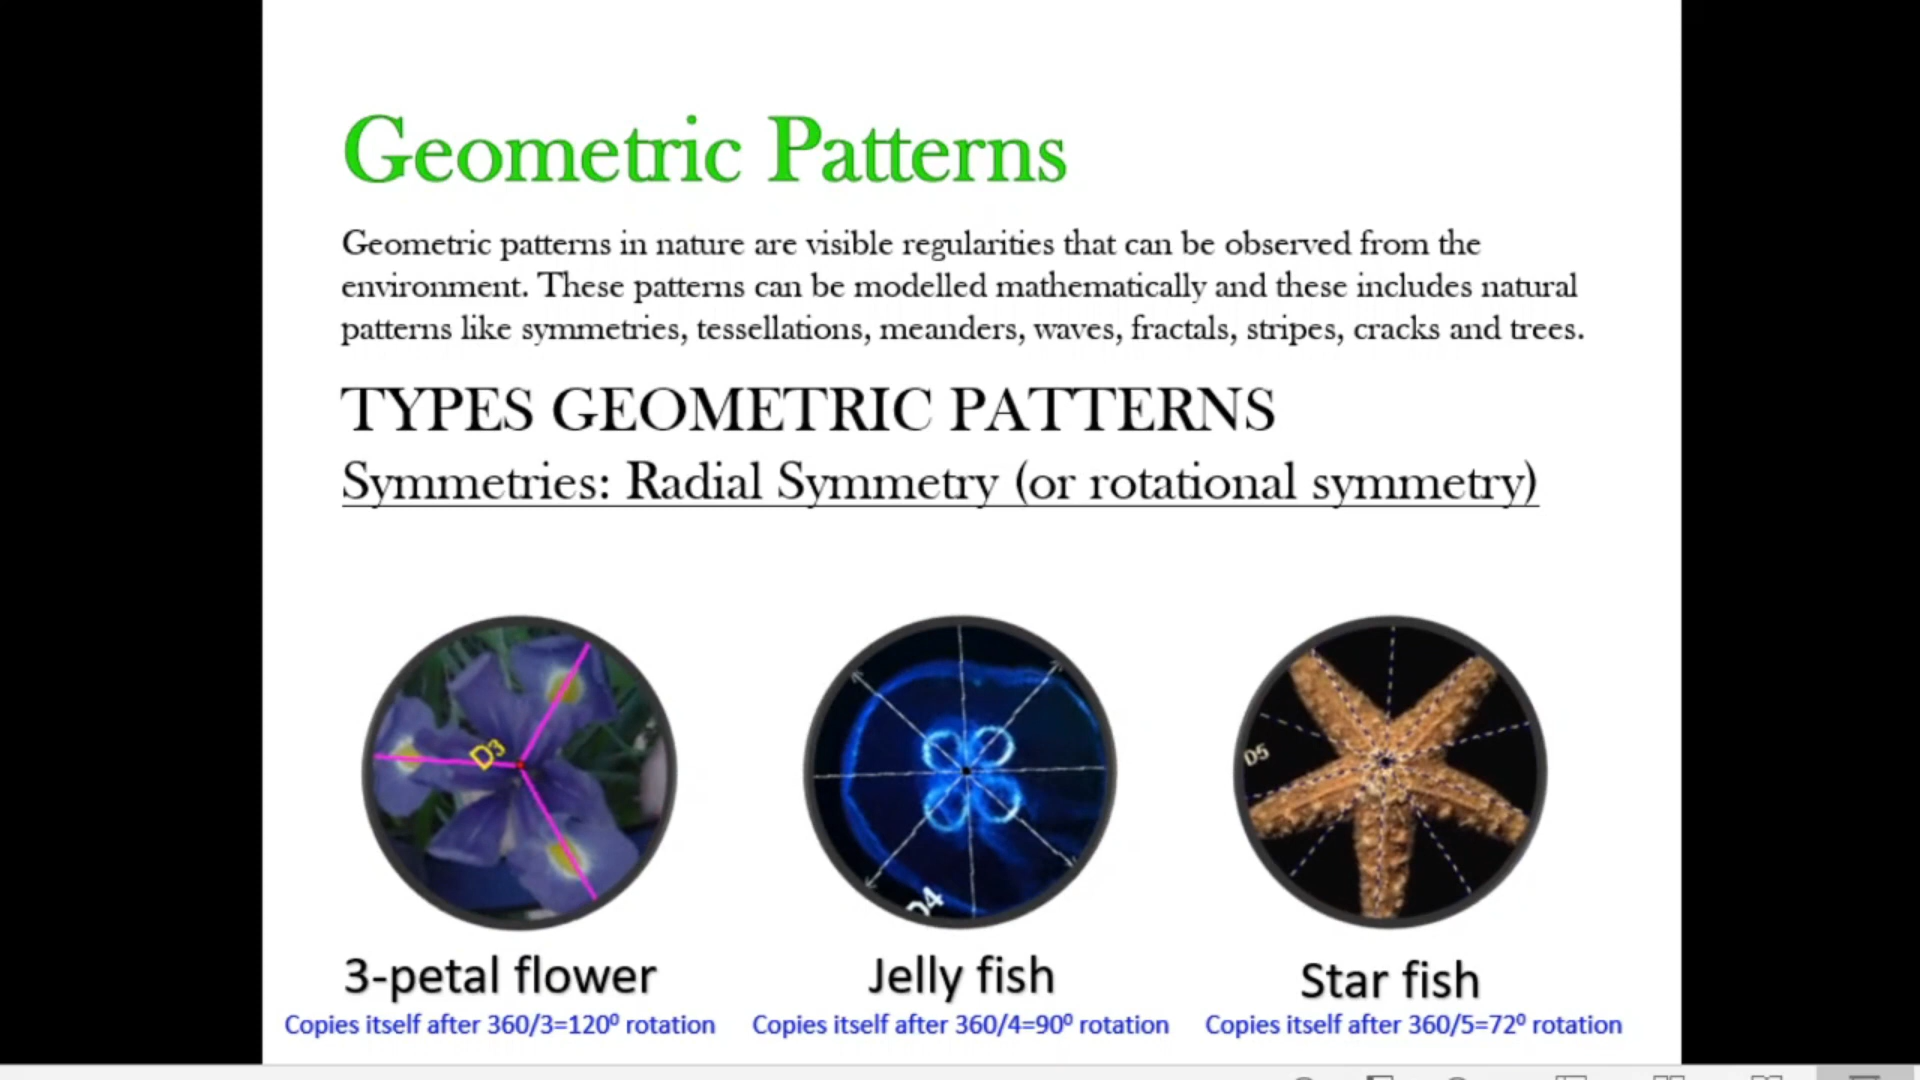 Geometric Patterns
Geometric patterns in nature are visible regularities that can be observed from the
environment. These patterns can be modelled mathematically and these includes natural
patterns like symmetries, tessellations, meanders, waves, fractals, stripes, cracks and trees.
TYPES GEOMETRIC PATTERNS
Symmetries: Radial Symmetry (or rotational symmetry)
D3
D4
D5
3-petal flower
Jelly fish
Star fish
Copies itself after 360/3=120⁰ rotation
Copies itself after 360/4=90⁰ rotation
Copies itself after 360/5=72⁰ rotation